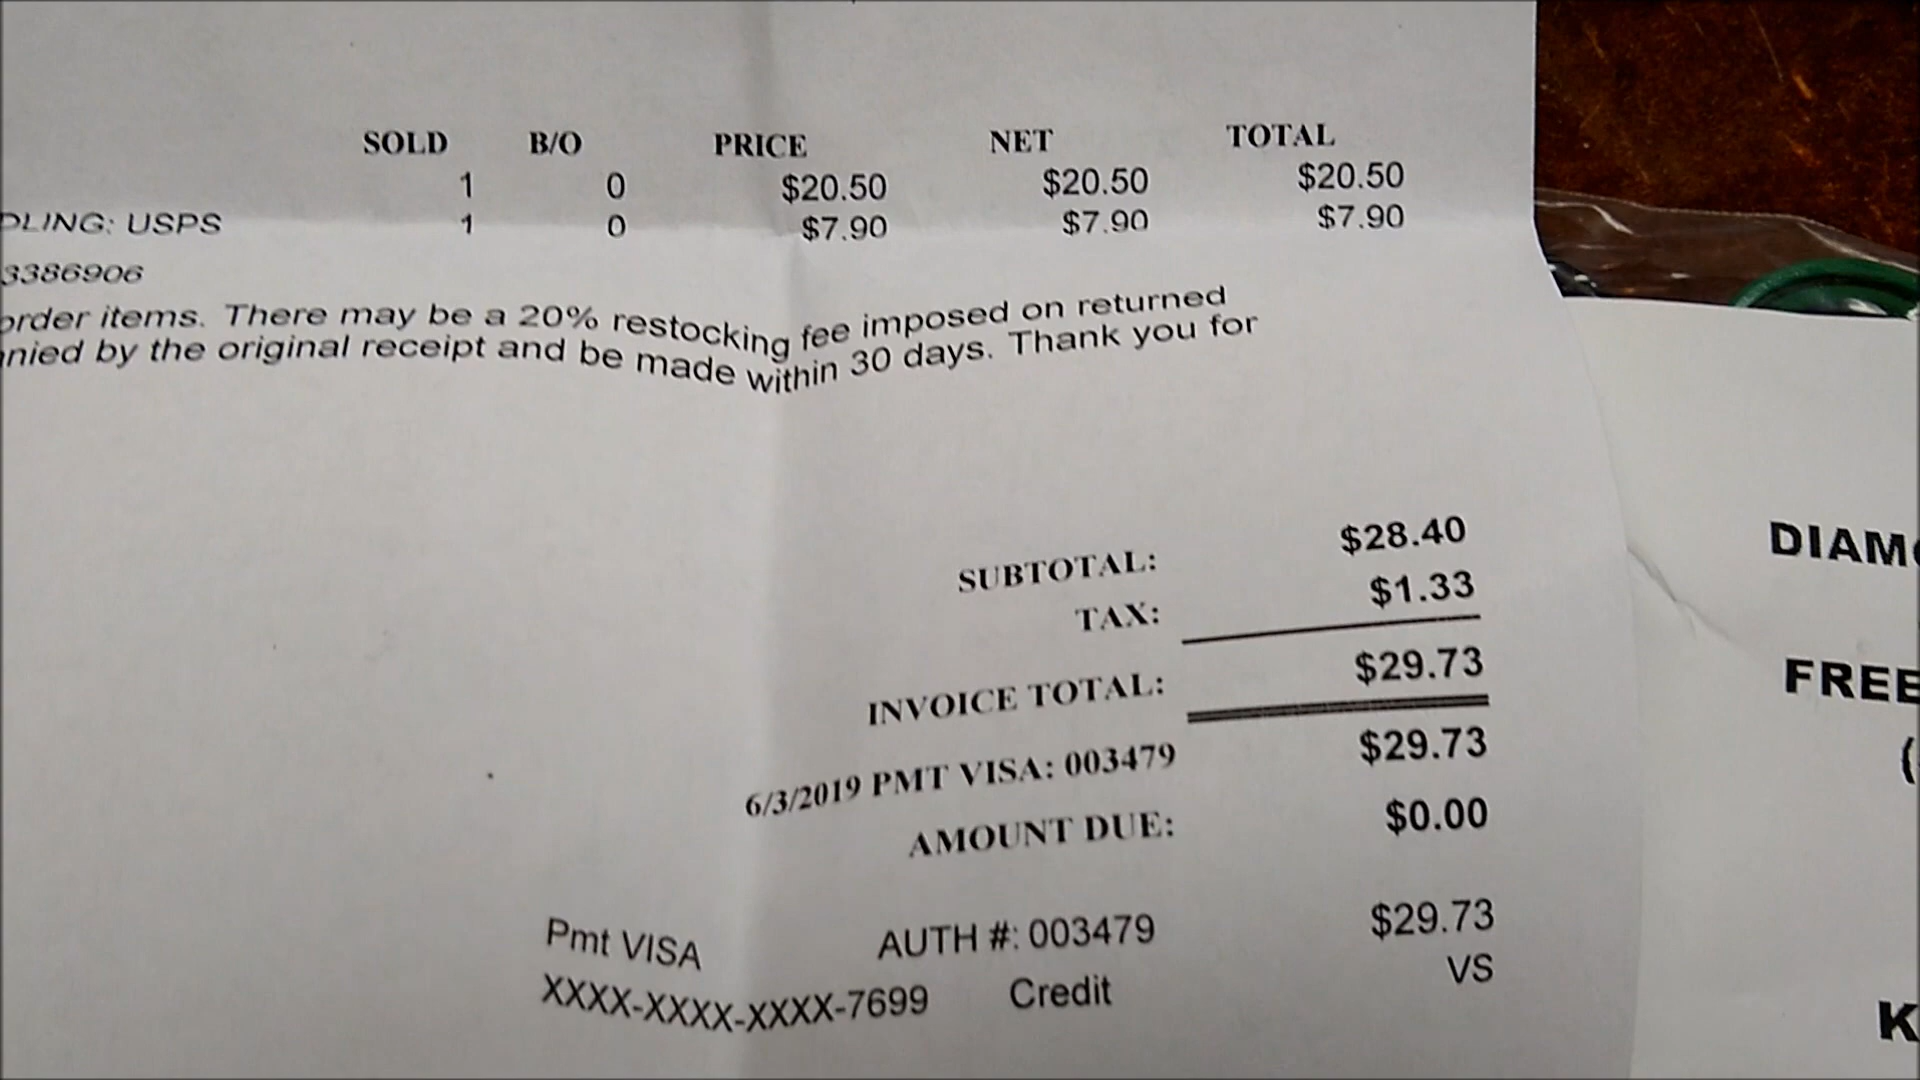 SOLD B/O PRICE NET TOTAL
1 0 $20.50 $20.50 $20.50
DLING: USPS 1 0 $7.90 $7.90 $7.90
3386906
order items. There may be a 20% restocking fee imposed on returned
nied by the original receipt and be made within 30 days. Thank you for
SUBTOTAL: $28.40
TAX: $1.33
INVOICE TOTAL: $29.73
6/3/2019 PMT VISA: 003479 $29.73
AMOUNT DUE: $0.00
Pmt VISA AUTH #: 003479 $29.73
XXXX-XXXX-XXXX-7699 Credit VS
DIAM
FREE
(
K